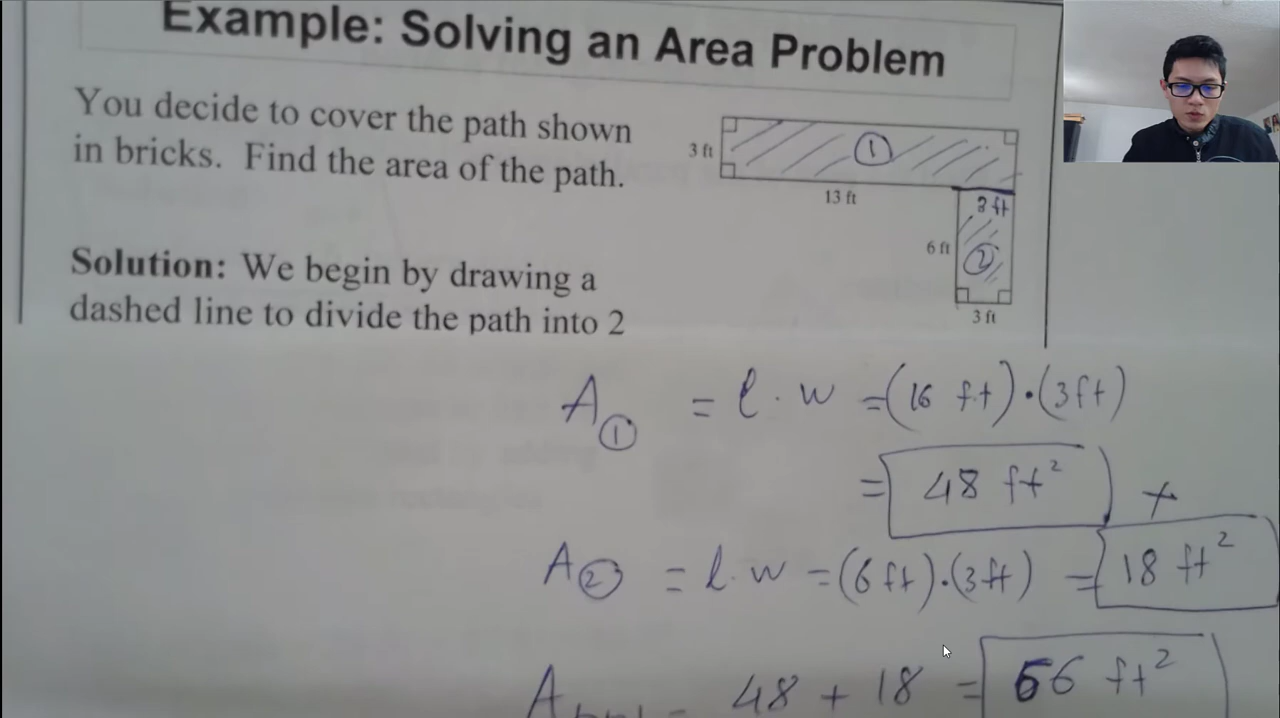 Example: Solving an Area Problem
You decide to cover the path shown
in bricks. Find the area of the path.
3 ft
1
13 ft
3 ft
6 ft
2
3 ft
Solution: We begin by drawing a
dashed line to divide the path into 2
A① = l · w = (16 ft) · (3ft)
= 48 ft² +
A② = l · w = (6 ft) · (3 ft) = 18 ft²
A = 48 + 18 = 66 ft²